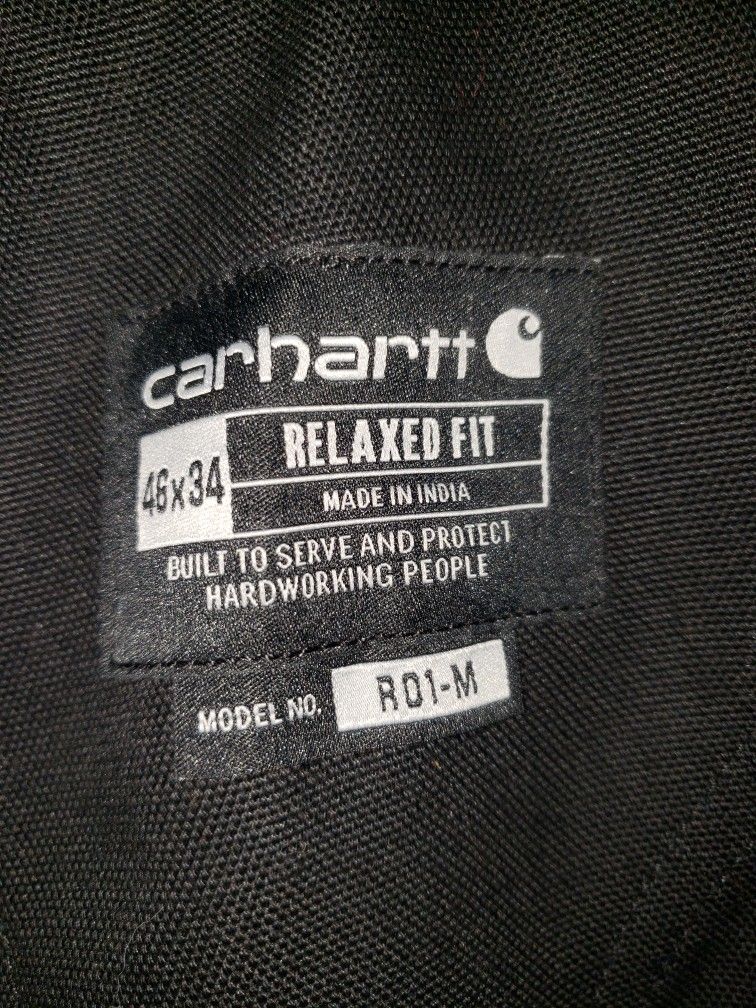 carhartt
46x34
RELAXED FIT
MADE IN INDIA
BUILT TO SERVE AND PROTECT
HARDWORKING PEOPLE
MODEL NO. R01-M